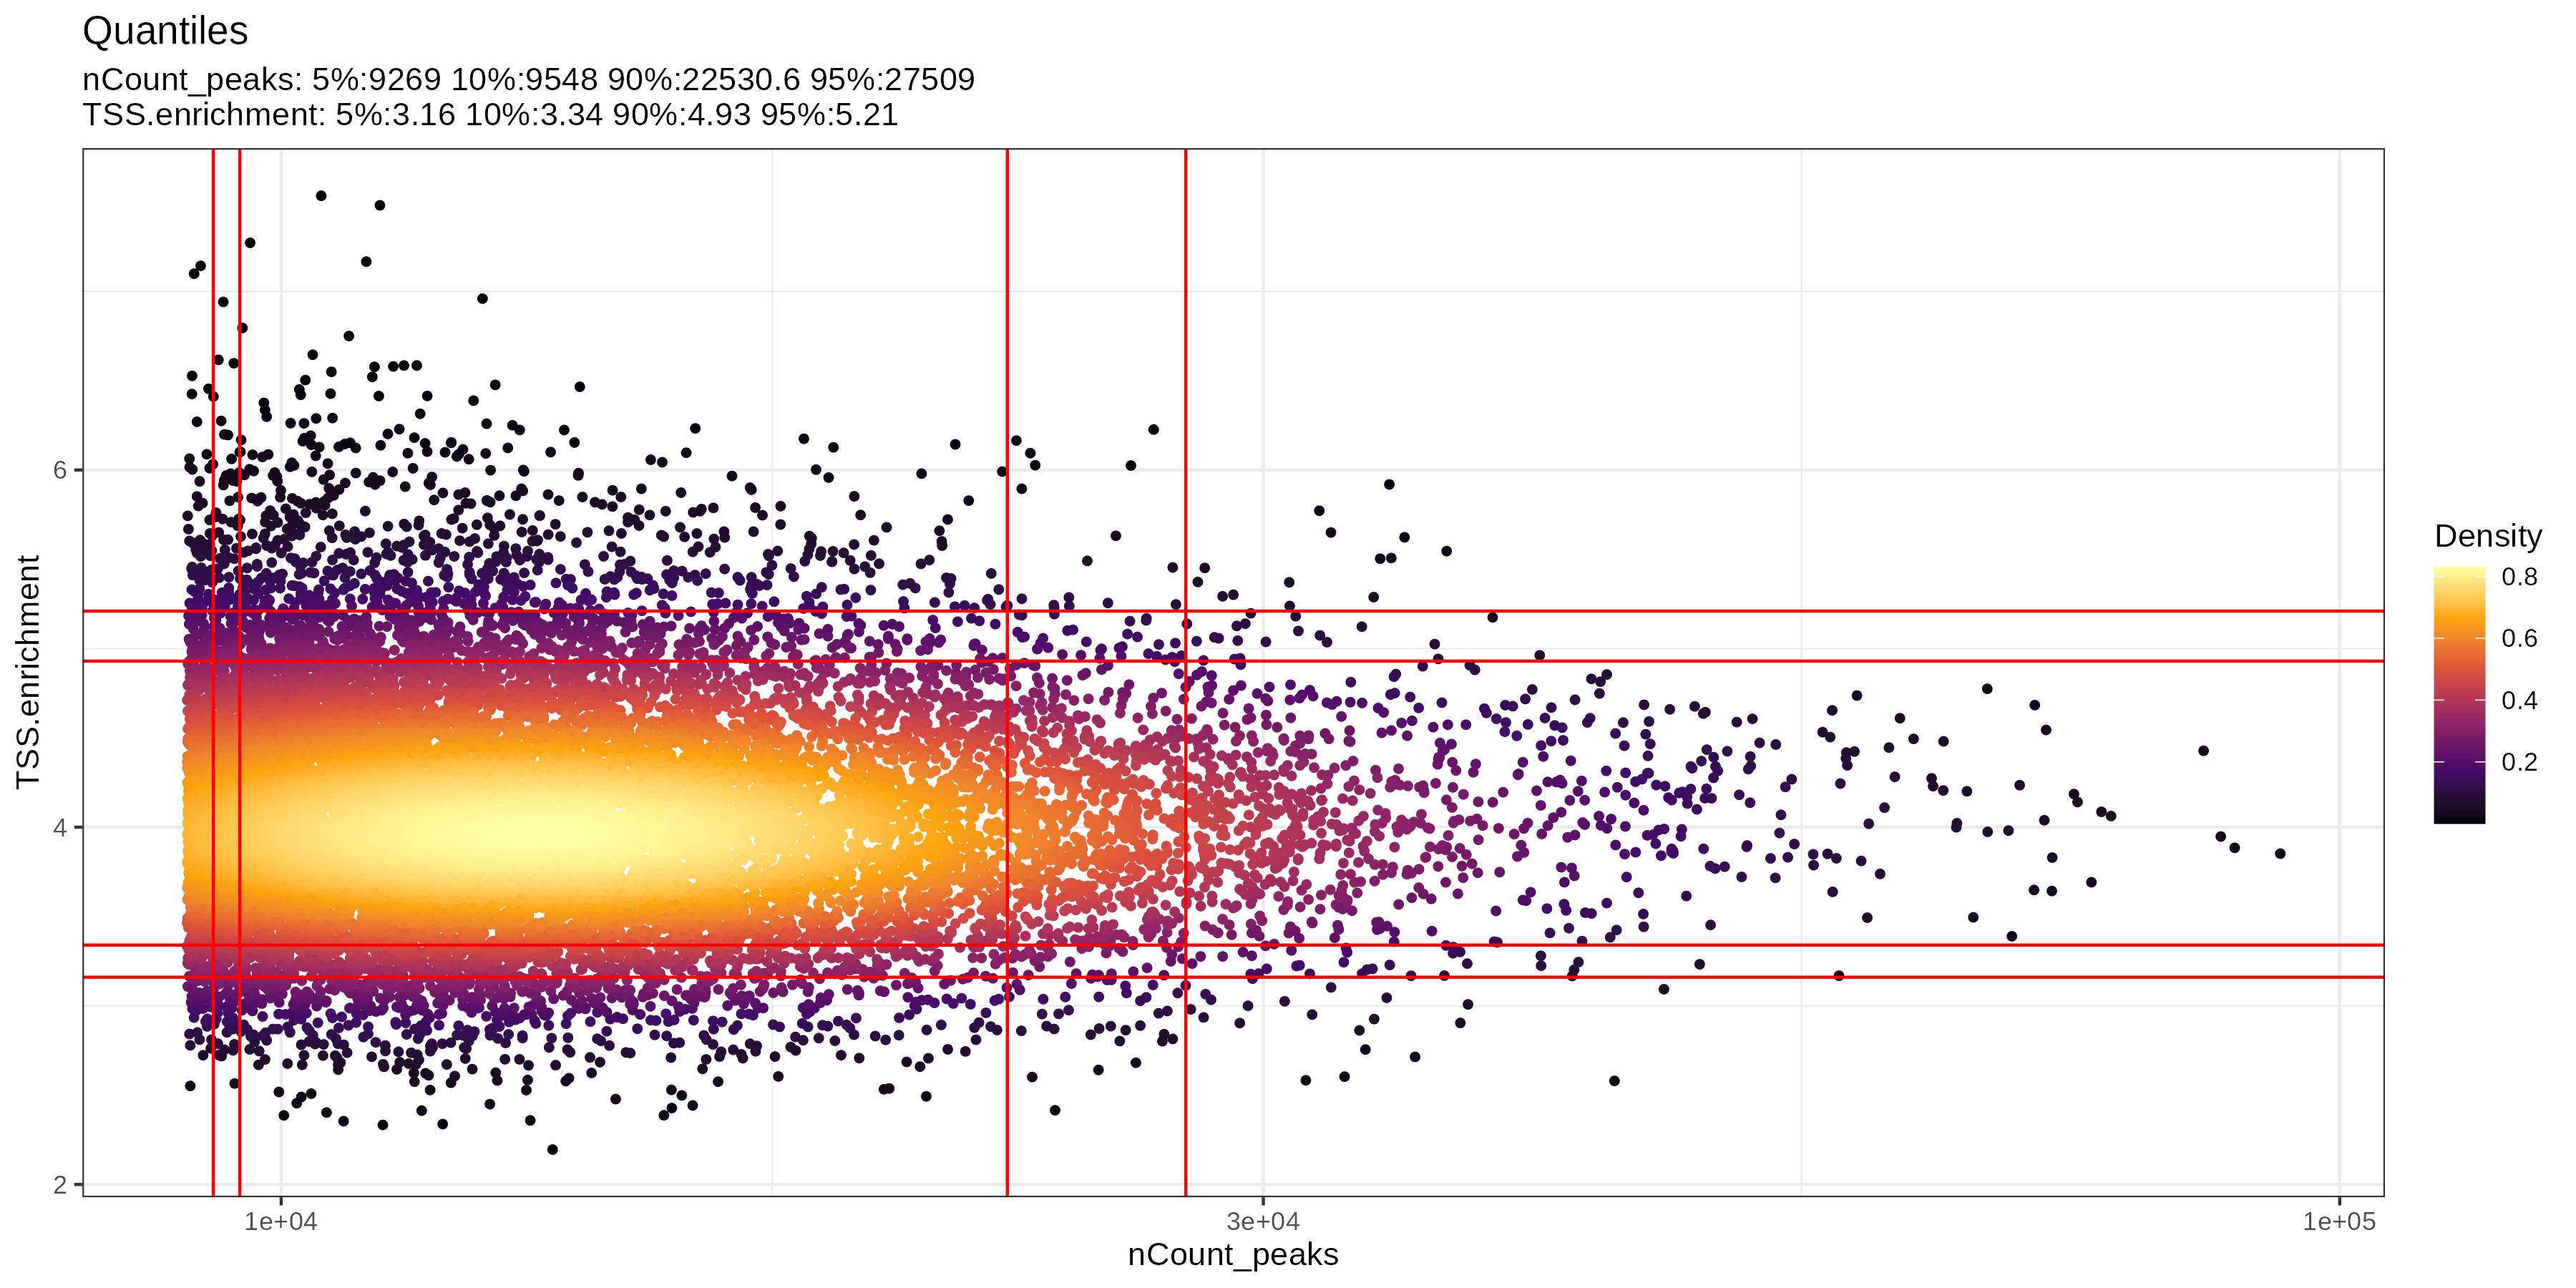 Quantiles
nCount_peaks: 5%:9269 10%:9548 90%:22530.6 95%:27509
TSS.enrichment: 5%:3.16 10%:3.34 90%:4.93 95%:5.21
TSS.enrichment
6
4
2
1e+04
3e+04
1e+05
nCount_peaks
Density
0.8
0.6
0.4
0.2